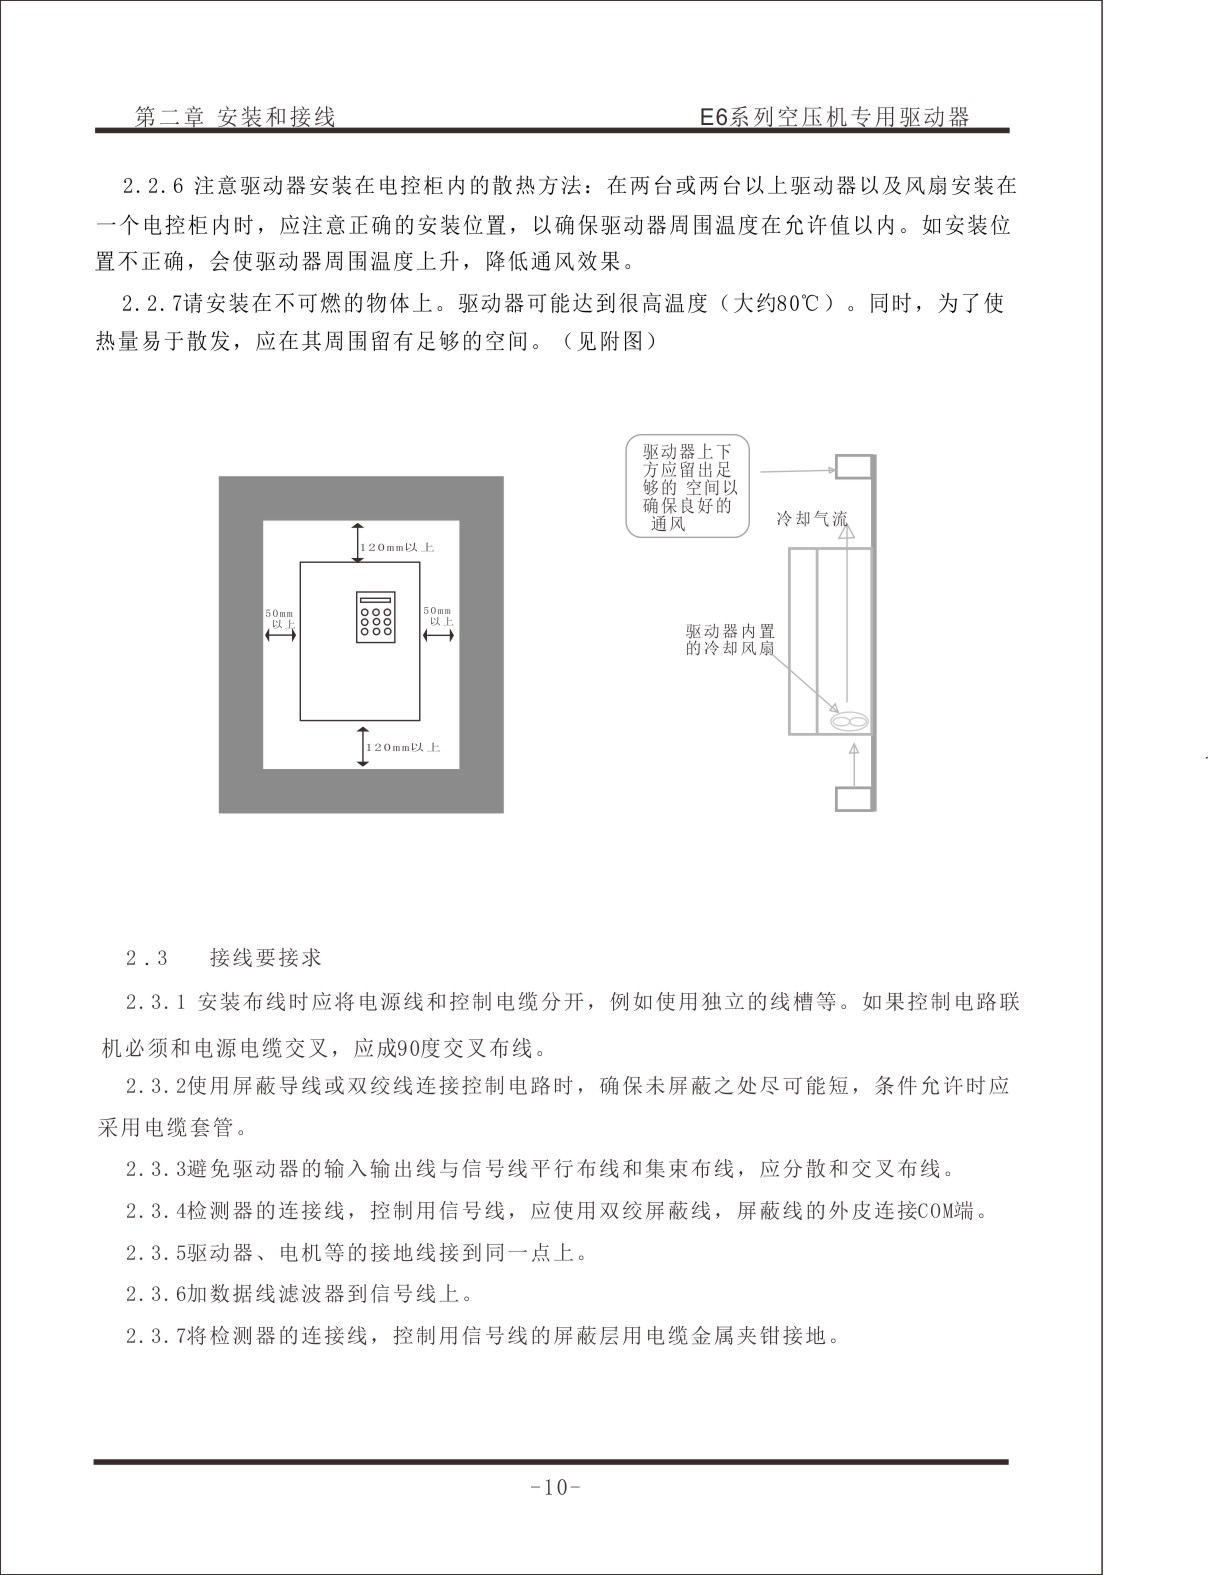 第二章 安装和接线
E6系列空压机专用驱动器
2.2.6 注意驱动器安装在电控柜内的散热方法：在两台或两台以上驱动器以及风扇安装在
一个电控柜内时，应注意正确的安装位置，以确保驱动器周围温度在允许值以内。如安装位
置不正确，会使驱动器周围温度上升，降低通风效果。
2.2.7请安装在不可燃的物体上。驱动器可能达到很高温度（大约80℃）。同时，为了使
热量易于散发，应在其周围留有足够的空间。（见附图）
120mm以上
50mm
以上
50mm
以上
120mm以上
驱动器上下
方应留出足
够的 空间以
确保良好的
通风
冷却气流
驱动器内置
的冷却风扇
2.3 接线要接求
2.3.1 安装布线时应将电源线和控制电缆分开，例如使用独立的线槽等。如果控制电路联
机必须和电源电缆交叉，应成90度交叉布线。
2.3.2使用屏蔽导线或双绞线连接控制电路时，确保未屏蔽之处尽可能短，条件允许时应
采用电缆套管。
2.3.3避免驱动器的输入输出线与信号线平行布线和集束布线，应分散和交叉布线。
2.3.4检测器的连接线，控制用信号线，应使用双绞屏蔽线，屏蔽线的外皮连接COM端。
2.3.5驱动器、电机等的接地线接到同一点上。
2.3.6加数据线滤波器到信号线上。
2.3.7将检测器的连接线，控制用信号线的屏蔽层用电缆金属夹钳接地。
-10-